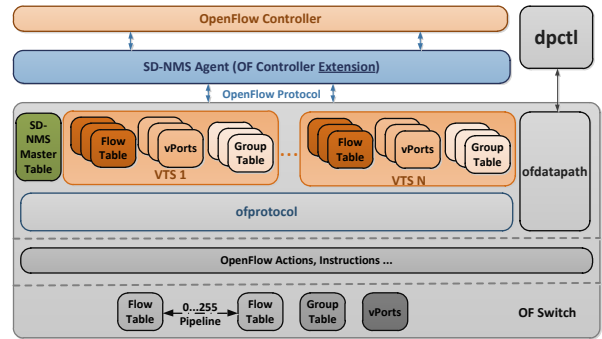 OpenFlow Controller
dpctl
SD-NMS Agent (OF Controller Extension)
OpenFlow Protocol
SD-
NMS
Master
Table
Flow
Table
vPorts
Group
Table
VTS 1
...
Flow
Table
vPorts
Group
Table
VTS N
ofdatapath
ofprotocol
OpenFlow Actions, Instructions ...
Flow
Table
0...255
Pipeline
Flow
Table
Group
Table
vPorts
OF Switch